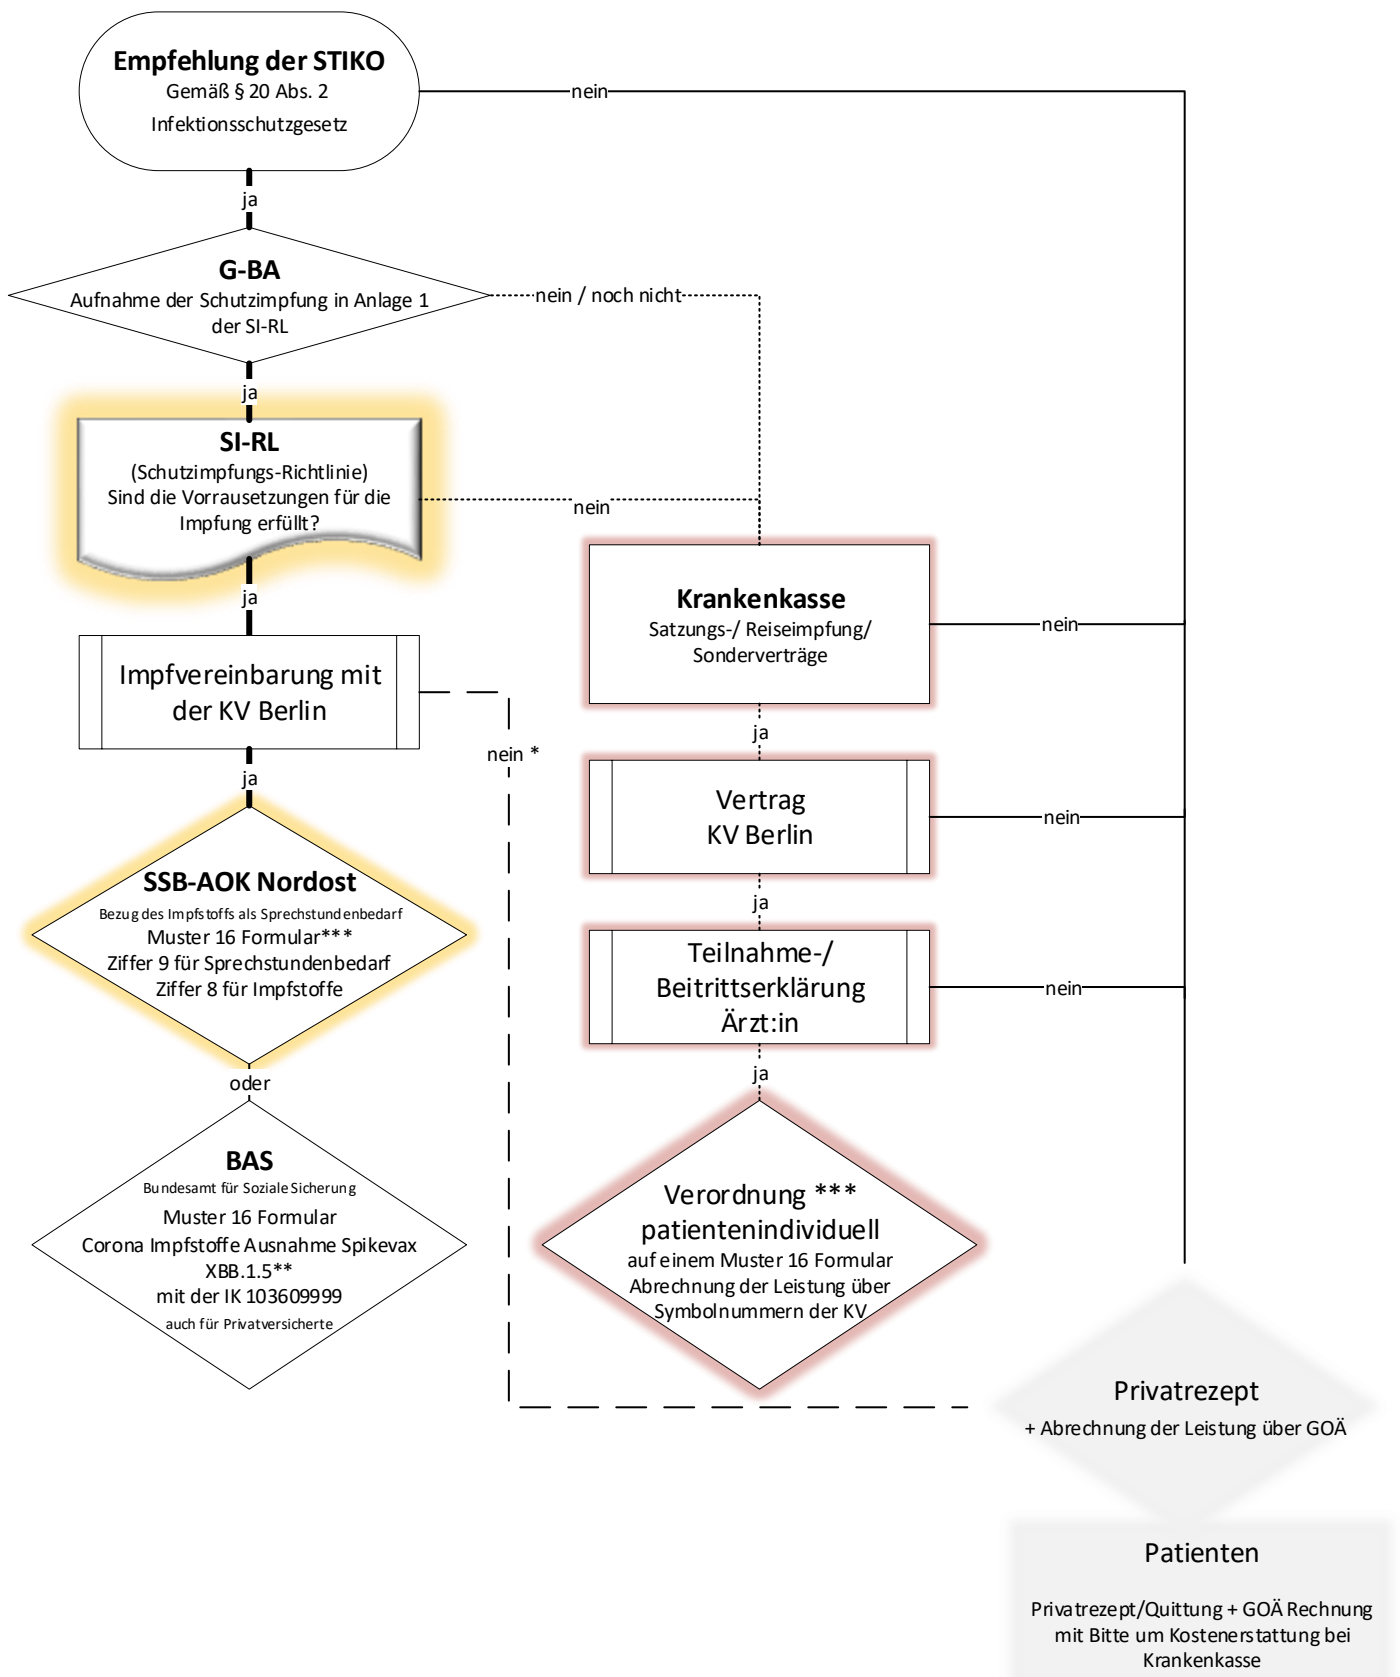 Empfehlung der STIKO
Gemäß § 20 Abs. 2
Infektionsschutzgesetz
nein
ja
G-BA
Aufnahme der Schutzimpfung in Anlage 1
der SI-RL
nein / noch nicht
ja
SI-RL
(Schutzimpfungs-Richtlinie)
Sind die Vorrausetzungen für die
Impfung erfüllt?
nein
ja
Impfvereinbarung mit
der KV Berlin
nein *
ja
SSB-AOK Nordost
Bezug des Impfstoffs als Sprechstundenbedarf
Muster 16 Formular***
Ziffer 9 für Sprechstundenbedarf
Ziffer 8 für Impfstoffe
oder
BAS
Bundesamt für Soziale Sicherung
Muster 16 Formular
Corona Impfstoffe Ausnahme Spikevax
XBB.1.5**
mit der IK 103609999
auch für Privatversicherte
Krankenkasse
Satzungs-/ Reiseimpfung/
Sonderverträge
nein
ja
Vertrag
KV Berlin
nein
ja
Teilnahme-/
Beitrittserklärung
Ärzt:in
nein
ja
Verordnung ***
patientenindividuell
auf einem Muster 16 Formular
Abrechnung der Leistung über
Symbolnummern der KV
Privatrezept
+ Abrechnung der Leistung über GOÄ
Patienten
Privatrezept/Quittung + GOÄ Rechnung
mit Bitte um Kostenerstattung bei
Krankenkasse